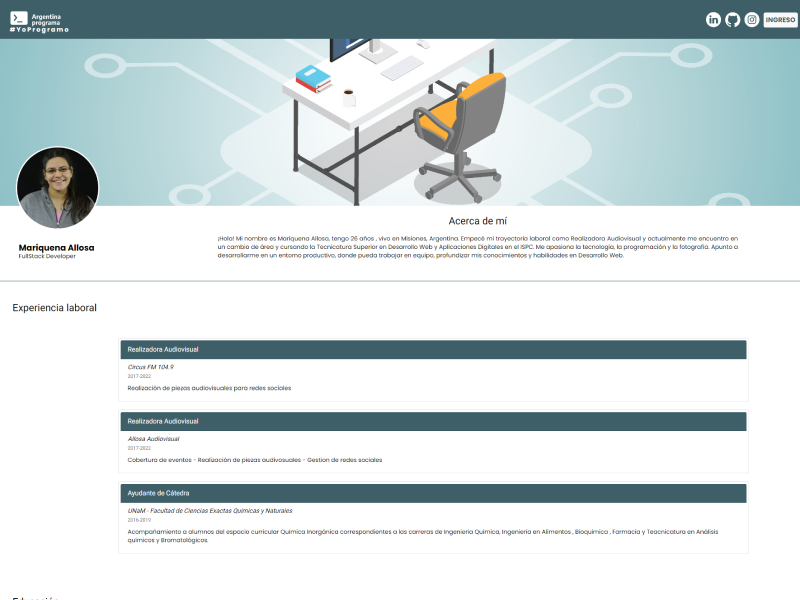 Argentina
programa
#YoProgramo
INGRESO
Acerca de mí
Mariquena Allosa
FullStack Developer
¡Hola! Mi nombre es Mariquena Allosa, tengo 26 años , vivo en Misiones, Argentina. Empecé mi trayectoria laboral como Realizadora Audiovisual y actualmente me encuentro en
un cambio de área y cursando la Tecnicatura Superior en Desarrollo Web y Aplicaciones Digitales en el ISPC. Me apasiona la tecnología, la programación y la fotografía. Apunto a
desarrollarme en un entorno productivo, donde pueda trabajar en equipo, profundizar mis conocimientos y habilidades en Desarrollo Web.
Experiencia laboral
Realizadora Audiovisual
Circus FM 104.9
2017-2022
Realización de piezas audiovisuales para redes sociales
Realizadora Audiovisual
Allosa Audiovisual
2017-2022
Cobertura de eventos - Realización de piezas audivosuales - Gestion de redes sociales
Ayudante de Cátedra
UNaM - Facultad de Ciencias Exactas Químicas y Naturales
2016-2019
Acompañamiento a alumnos del espacio curricular Química Inorgánica correspondientes a las carreras de Ingeniería Química, Ingeniería en Alimentos , Bioquímica , Farmacia y Teacnicatura en Análisis
químicos y Bromatológicos.